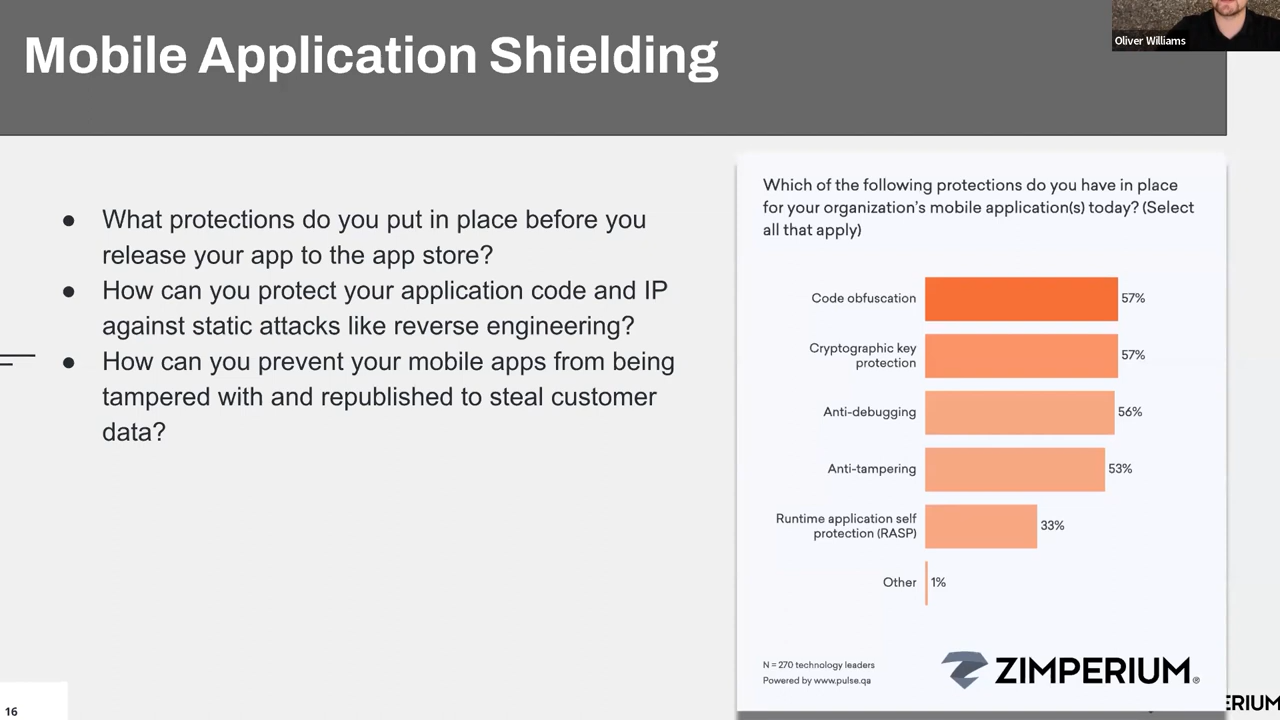 Mobile Application Shielding
Oliver Williams
● What protections do you put in place before you
release your app to the app store?
● How can you protect your application code and IP
against static attacks like reverse engineering?
● How can you prevent your mobile apps from being
tampered with and republished to steal customer
data?
Which of the following protections do you have in place
for your organization's mobile application(s) today? (Select
all that apply)
Code obfuscation 57%
Cryptographic key
protection 57%
Anti-debugging 56%
Anti-tampering 53%
Runtime application self
protection (RASP) 33%
Other 1%
N = 270 technology leaders
Powered by www.pulse.qa
ZIMPERIUM®
ERIUM
16